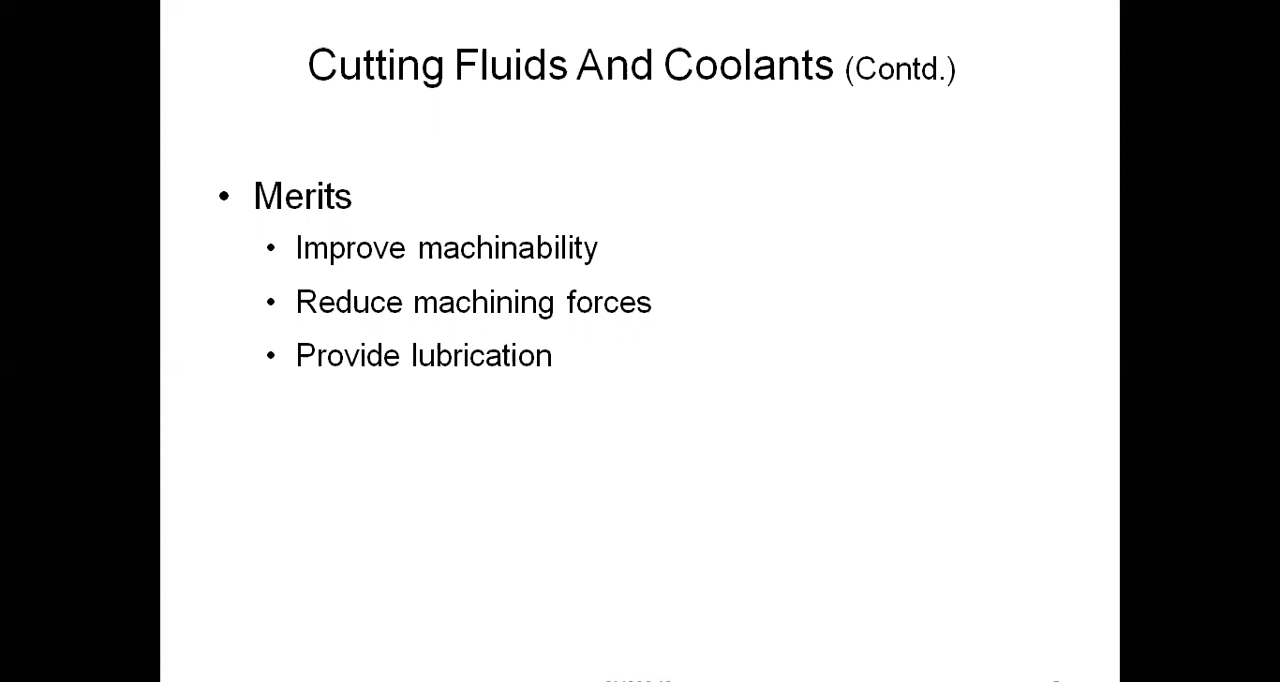 Cutting Fluids And Coolants (Contd.)
• Merits
• Improve machinability
• Reduce machining forces
• Provide lubrication